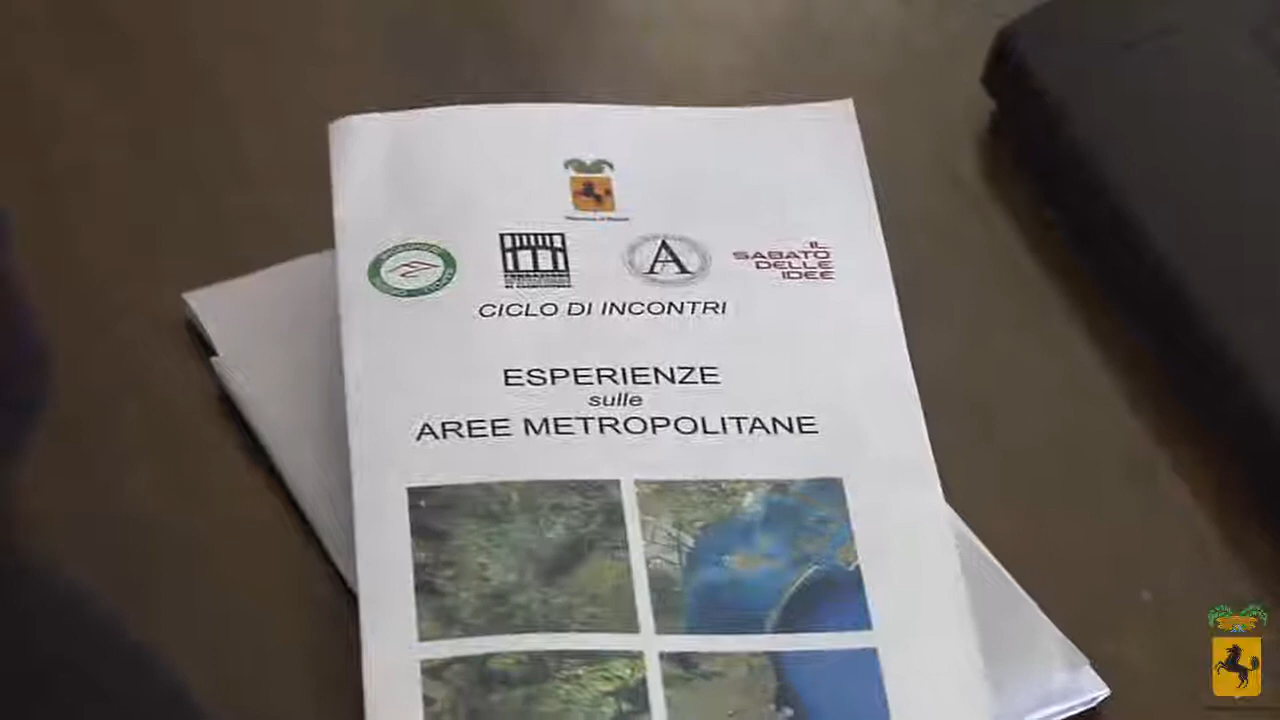 A
IL
SABATO
DELLE
IDEE
CICLO DI INCONTRI
ESPERIENZE
sulle
AREE METROPOLITANE